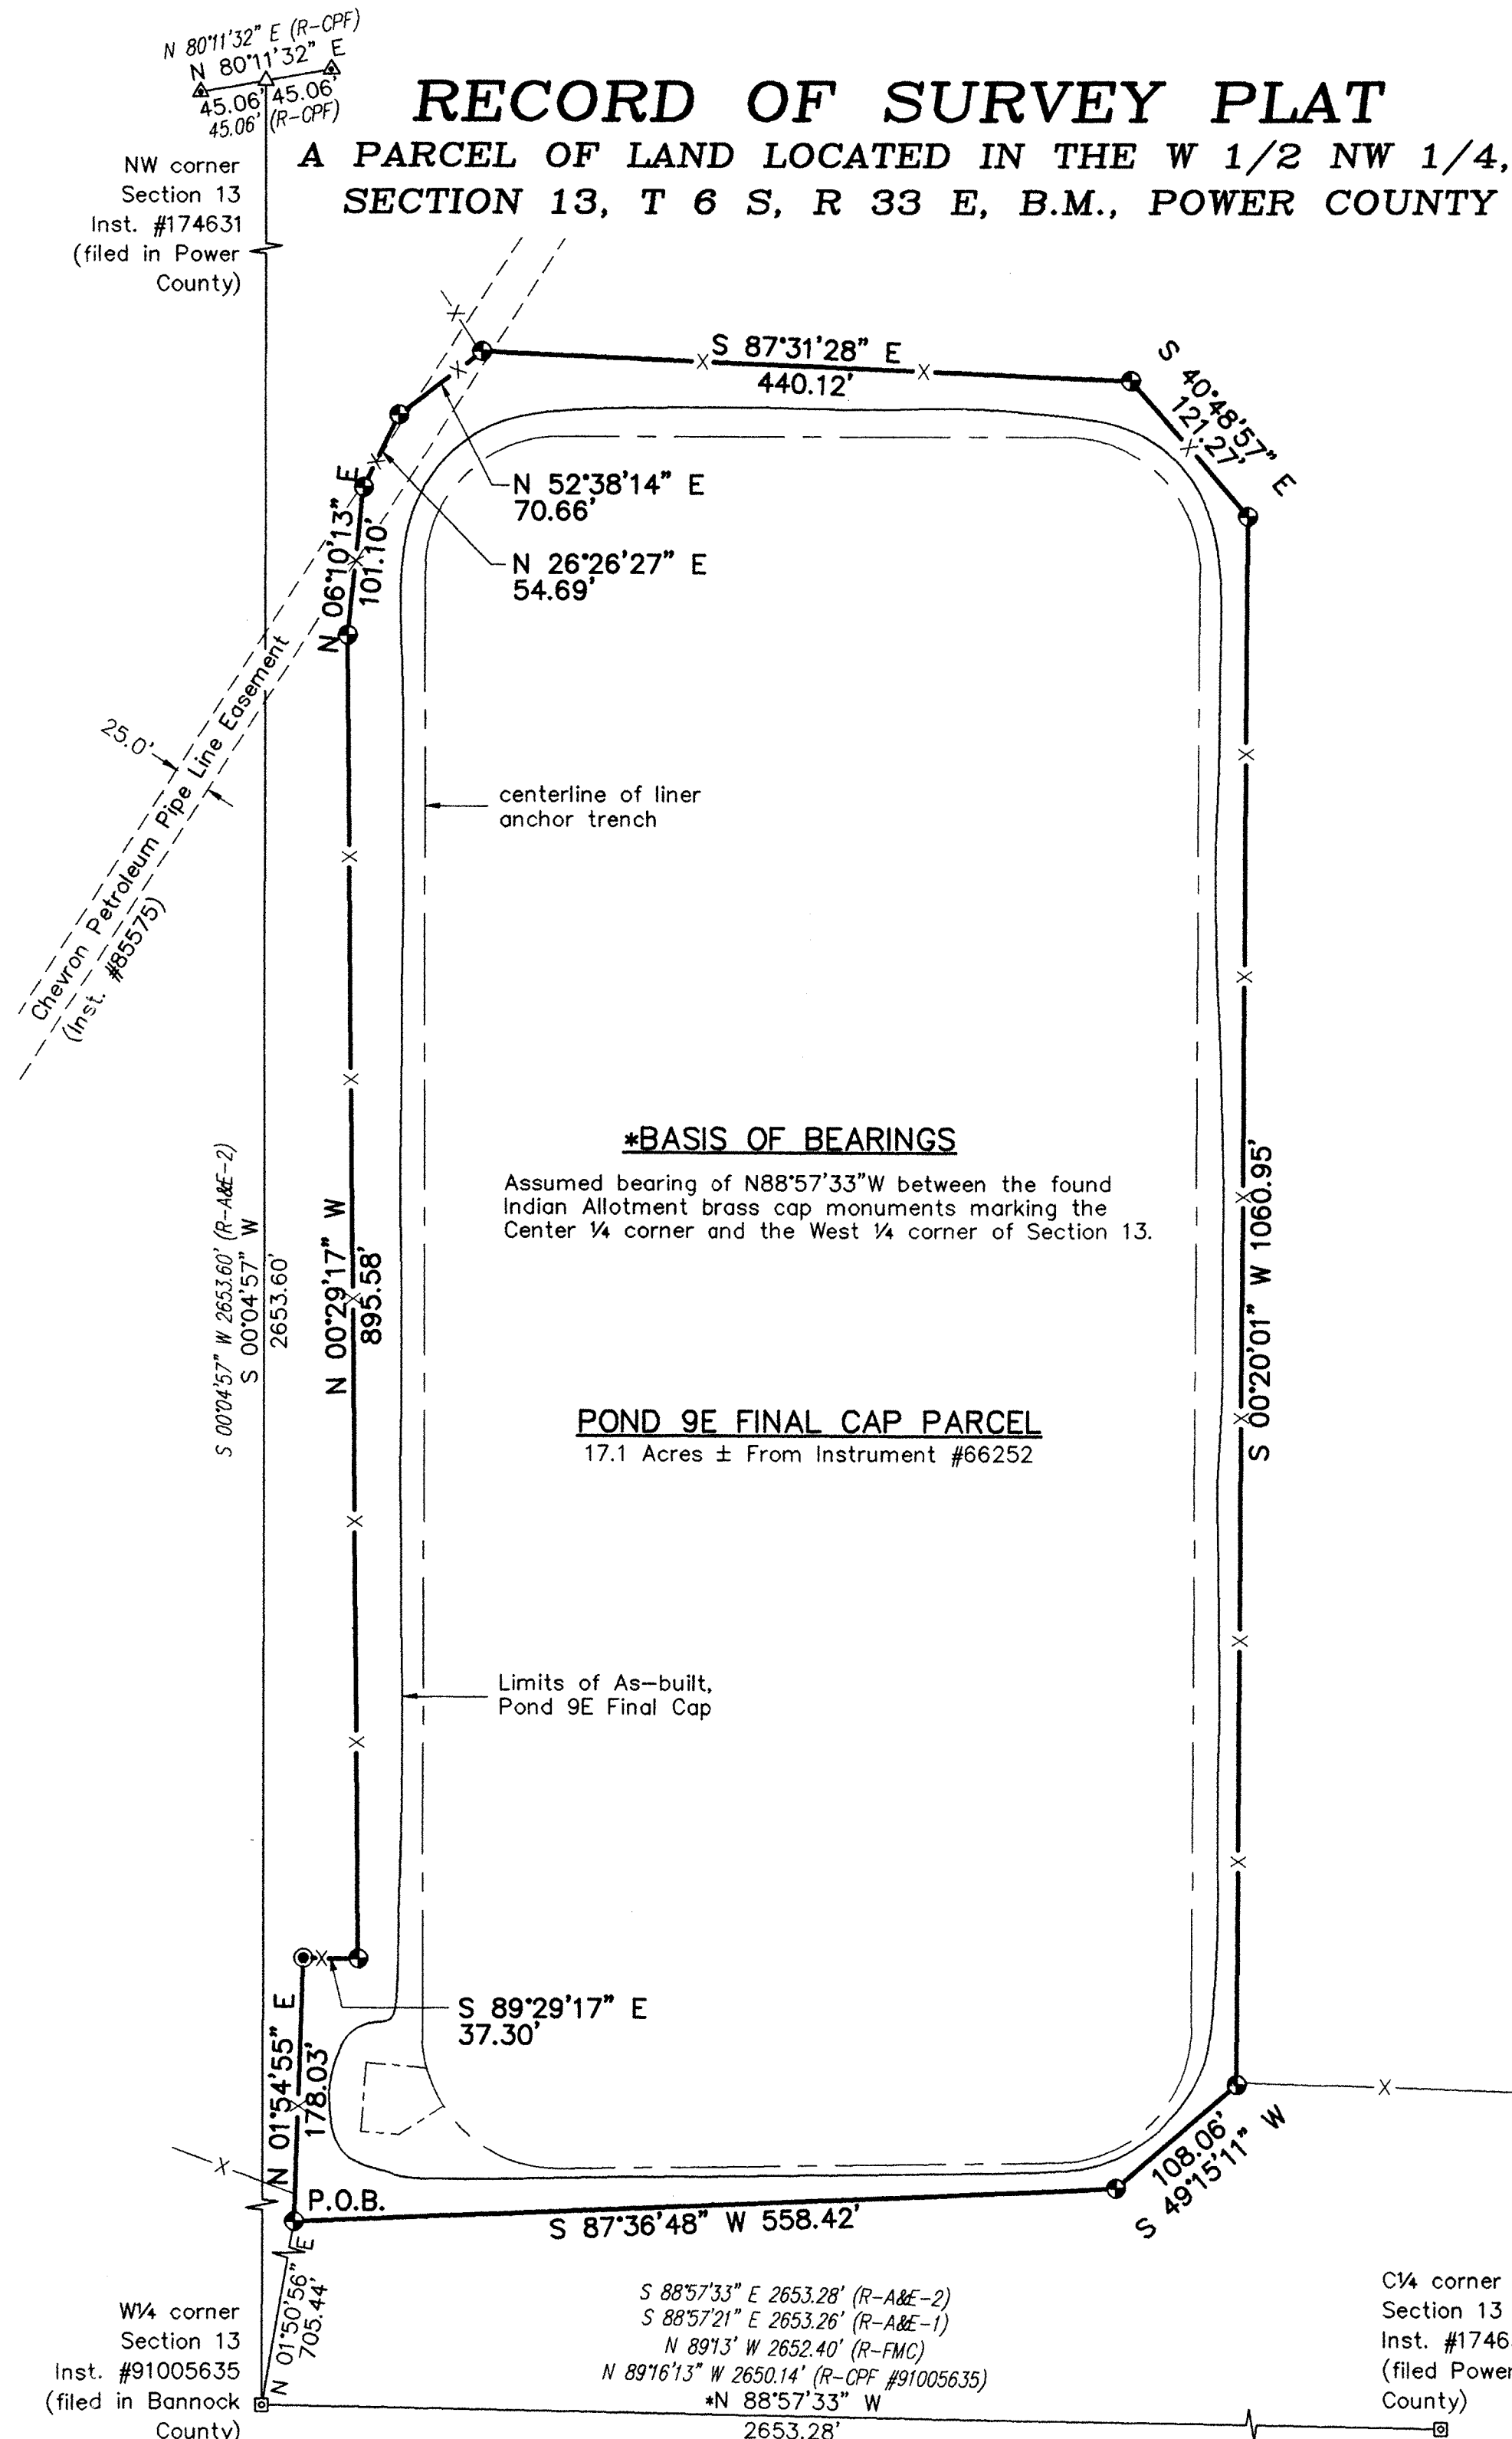 N 80°11'32" E (R-CPF)
N 80°11'32" E
45.06' 45.06'
45.06' (R-CPF)
RECORD OF SURVEY PLAT
A PARCEL OF LAND LOCATED IN THE W 1/2 NW 1/4,
SECTION 13, T 6 S, R 33 E, B.M., POWER COUNTY
NW corner
Section 13
Inst. #174631
(filed in Power
County)
S 87°31'28" E
440.12'
S 40°48'57" E
121.27'
N 52°38'14" E
70.66'
N 26°26'27" E
54.69'
N 06°10'13" E
101.10'
25.0'
Chevron Petroleum Pipe Line Easement
(Inst. #85575)
centerline of liner
anchor trench
*BASIS OF BEARINGS
Assumed bearing of N88°57'33"W between the found
Indian Allotment brass cap monuments marking the
Center 1/4 corner and the West 1/4 corner of Section 13.
S 00°04'57" W 2653.60' (R-A&E-2)
S 00°04'57" W
2653.60'
N 00°29'17" W
895.58'
S 00°20'01" W 1060.95'
POND 9E FINAL CAP PARCEL
17.1 Acres ± From Instrument #66252
Limits of As-built,
Pond 9E Final Cap
S 89°29'17" E
37.30'
N 01°54'55" E
178.03'
P.O.B.
S 87°36'48" W 558.42'
108.06'
S 49°15'11" W
N 01°50'56" E
705.44'
W1/4 corner
Section 13
Inst. #91005635
(filed in Bannock
County)
S 88°57'33" E 2653.28' (R-A&E-2)
S 88°57'21" E 2653.26' (R-A&E-1)
N 89°13' W 2652.40' (R-FMC)
N 89°16'13" W 2650.14' (R-CPF #91005635)
*N 88°57'33" W
2653.28'
C1/4 corner
Section 13
Inst. #1746
(filed Power
County)